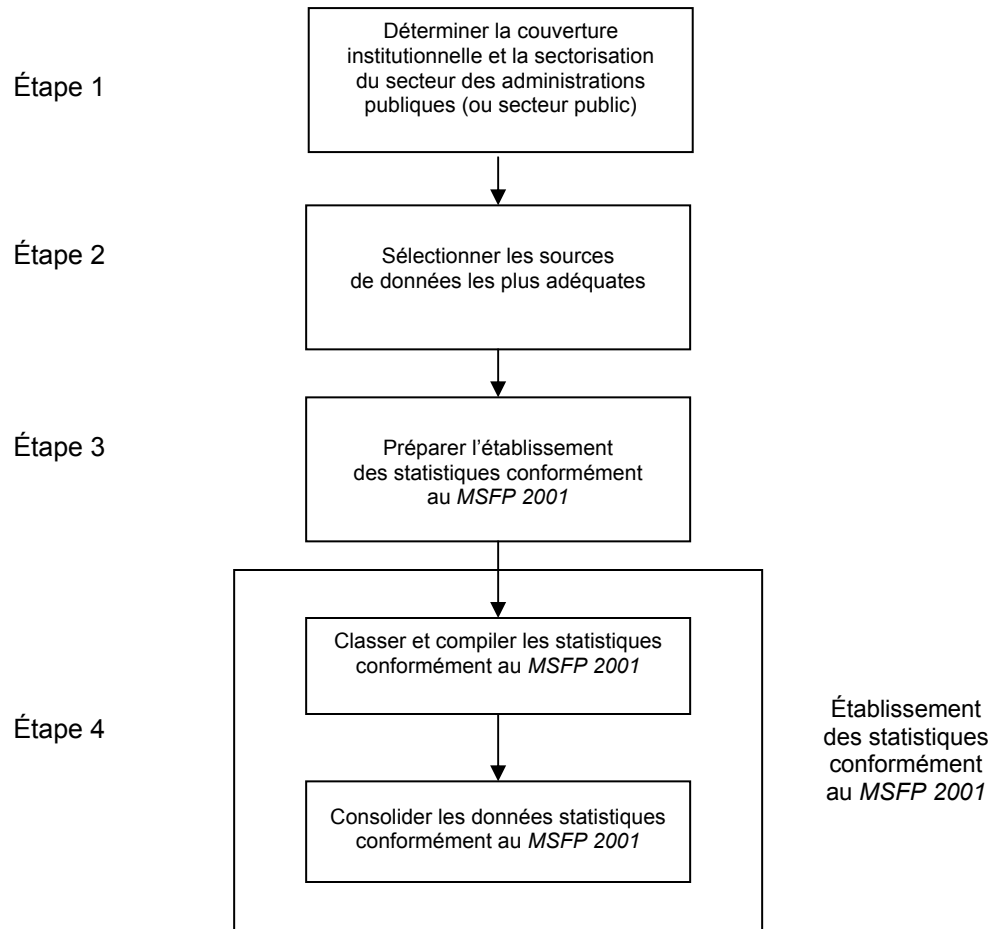 Étape 1
Déterminer la couverture
institutionnelle et la sectorisation
du secteur des administrations
publiques (ou secteur public)
Étape 2
Sélectionner les sources
de données les plus adéquates
Étape 3
Préparer l’établissement
des statistiques conformément
au MSFP 2001
Étape 4
Classer et compiler les statistiques
conformément au MSFP 2001
Consolider les données statistiques
conformément au MSFP 2001
Établissement
des statistiques
conformément
au MSFP 2001